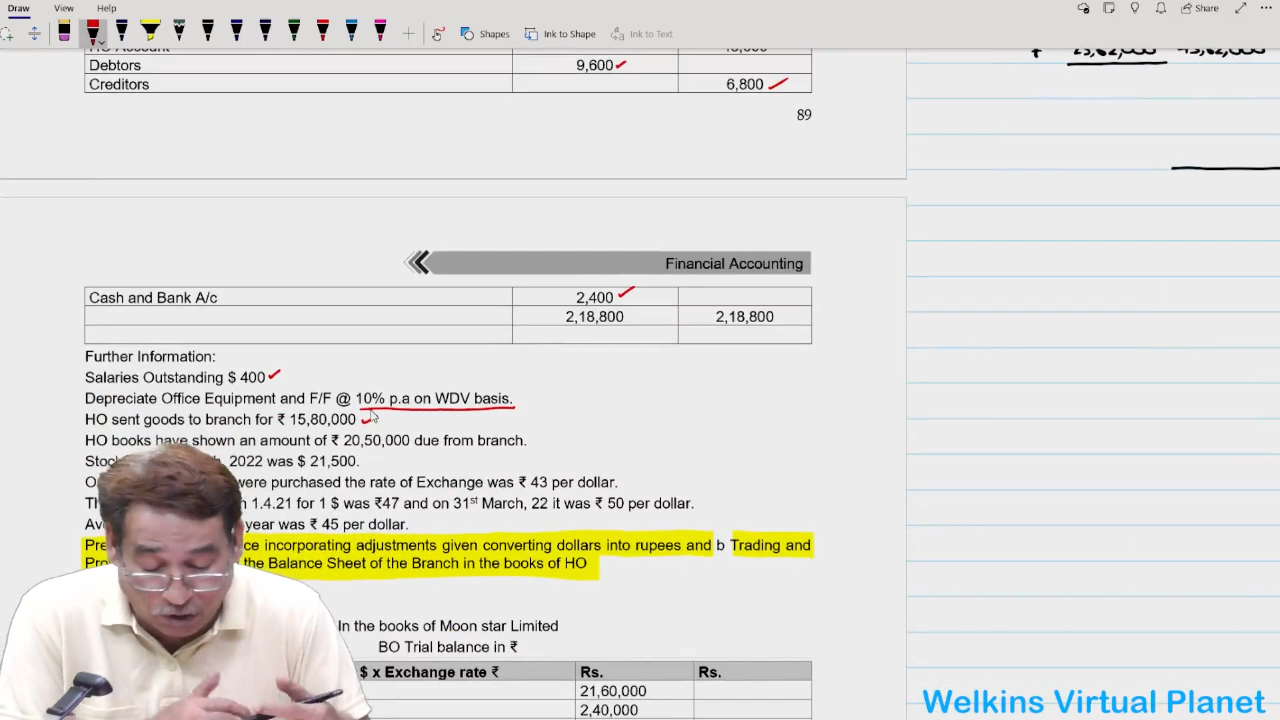 Draw View Help
Share
Shapes Ink to Shape Ink to Text
HO Account
Debtors 9,600
Creditors 6,800
89
Financial Accounting
Cash and Bank A/c 2,400
2,18,800 2,18,800
Further Information:
Salaries Outstanding $ 400
Depreciate Office Equipment and F/F @ 10% p.a on WDV basis.
HO sent goods to branch for ₹ 15,80,000
HO books have shown an amount of ₹ 20,50,000 due from branch.
2022 was $ 21,500.
were purchased the rate of Exchange was ₹ 43 per dollar.
1.4.21 for 1 $ was ₹47 and on 31st March, 22 it was ₹ 50 per dollar.
year was ₹ 45 per dollar.
incorporating adjustments given converting dollars into rupees and b Trading and
the Balance Sheet of the Branch in the books of HO
In the books of Moon star Limited
BO Trial balance in ₹
$ x Exchange rate ₹ Rs. Rs.
21,60,000
2,40,000
Welkins Virtual Planet